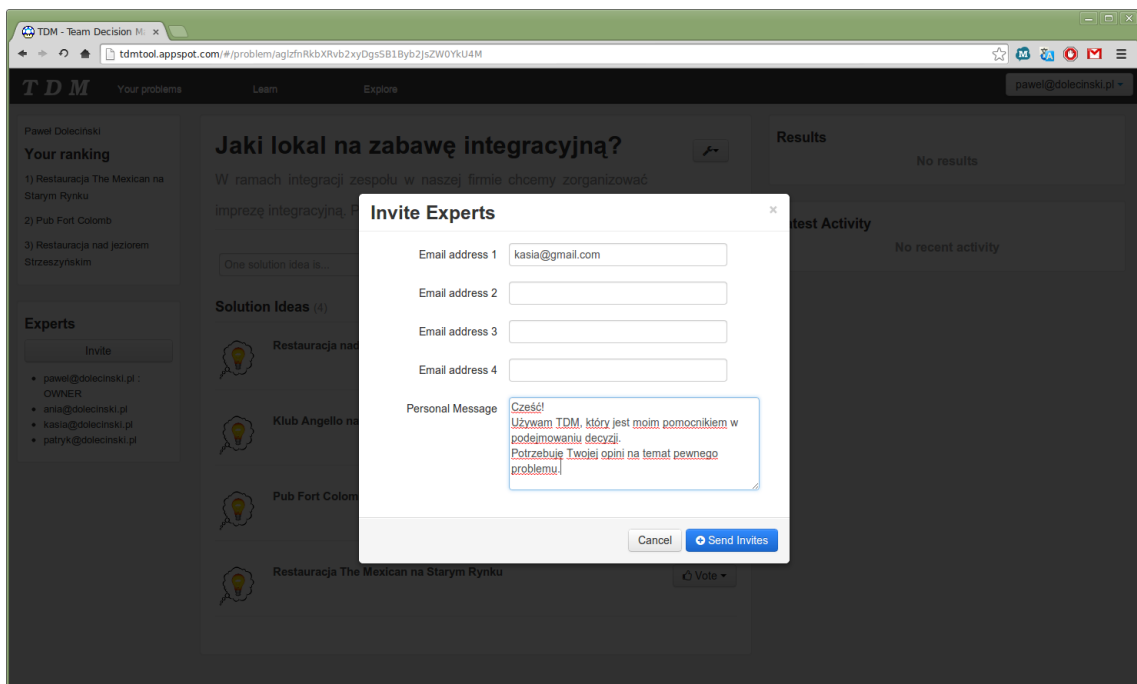 TDM - Team Decision M
tdmtool.appspot.com/#/problem/aglzfnRkbXRvb2xyDgsSB1Byb2JsZW0YkU4M
T D M Your problems Learn Explore pawel@dolecinski.pl
Paweł Doleciński
Your ranking
1) Restauracja The Mexican na
Starym Rynku
2) Pub Fort Colomb
3) Restauracja nad jeziorem
Strzeszyńskim
Experts
Invite
pawel@dolecinski.pl :
OWNER
ania@dolecinski.pl
kasia@dolecinski.pl
patryk@dolecinski.pl
Jaki lokal na zabawę integracyjną?
W ramach integracji zespołu w naszej firmie chcemy zorganizować
imprezę integracyjną. P
One solution idea is...
Solution Ideas (4)
Restauracja nad
Klub Angello na
Pub Fort Colom
Restauracja The Mexican na Starym Rynku
Vote
Invite Experts
×
Email address 1 kasia@gmail.com
Email address 2
Email address 3
Email address 4
Personal Message
Cześć!
Używam TDM, który jest moim pomocnikiem w
podejmowaniu decyzji.
Potrzebuję Twojej opini na temat pewnego
problemu.
Cancel Send Invites
Results
No results
test Activity
No recent activity